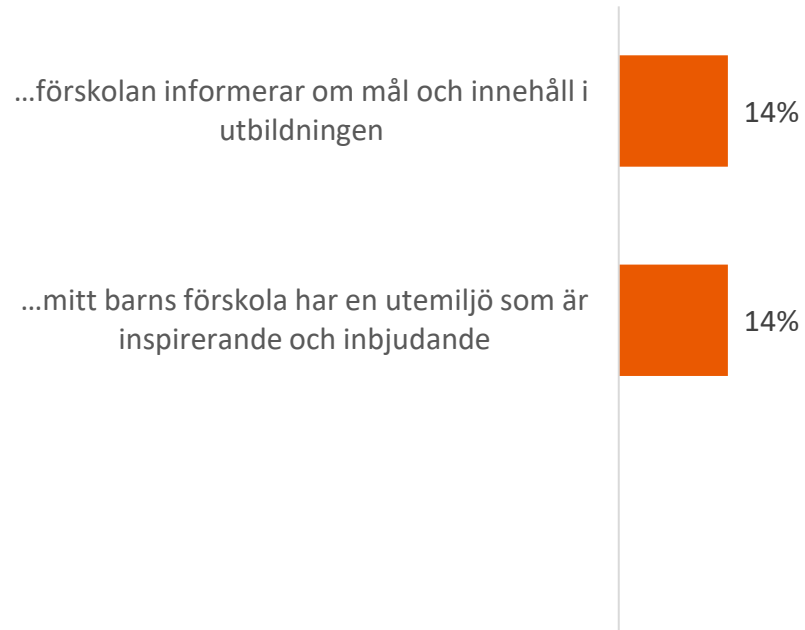 ...förskolan informerar om mål och innehåll i
utbildningen
14%
...mitt barns förskola har en utemiljö som är
inspirerande och inbjudande
14%